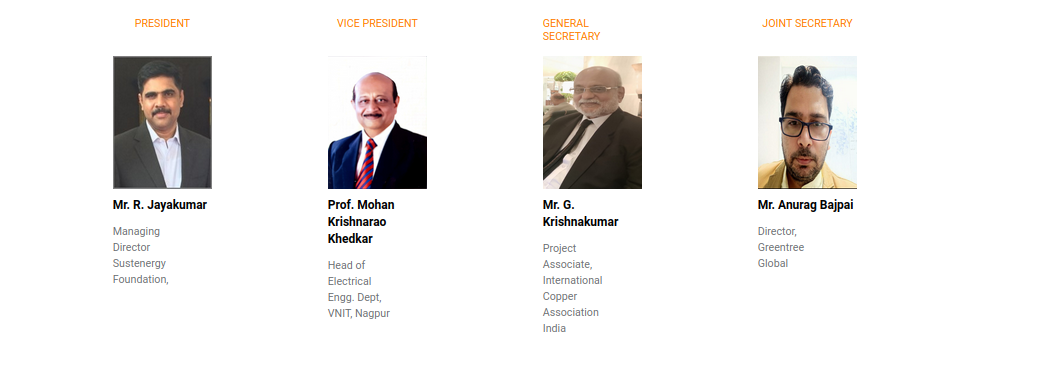 PRESIDENT
VICE PRESIDENT
GENERAL
SECRETARY
JOINT SECRETARY
Mr. R. Jayakumar
Managing
Director
Sustenergy
Foundation,
Prof. Mohan
Krishnarao
Khedkar
Head of
Electrical
Engg. Dept,
VNIT, Nagpur
Mr. G.
Krishnakumar
Project
Associate,
International
Copper
Association
India
Mr. Anurag Bajpai
Director,
Greentree
Global